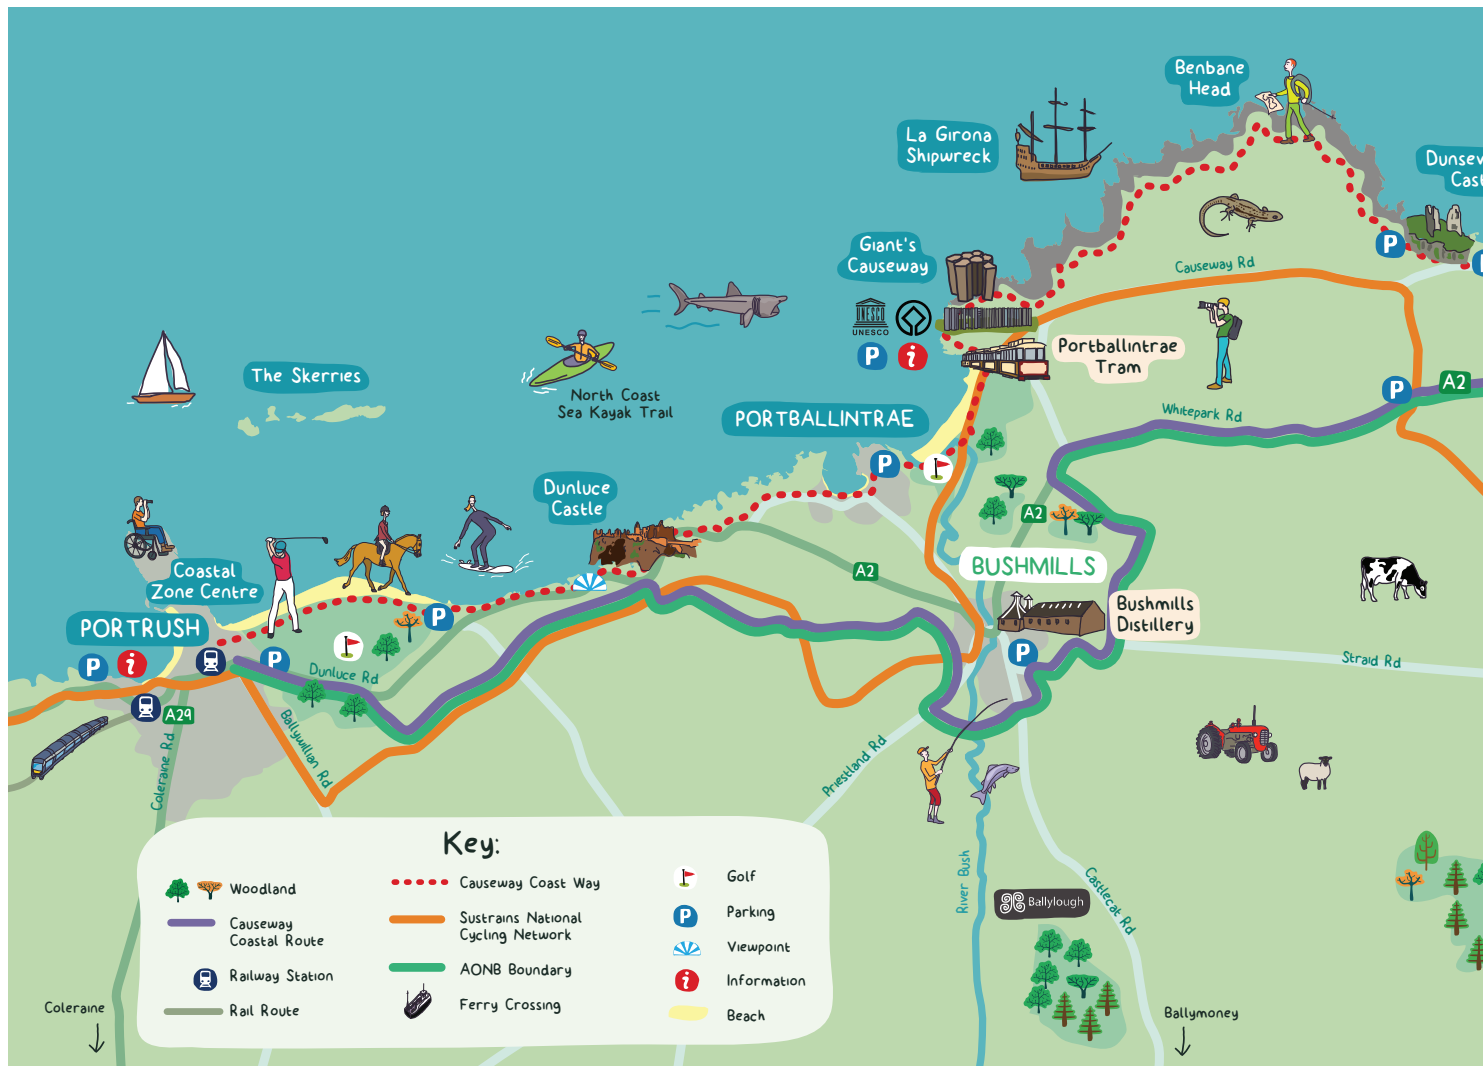 Benbane
Head
La Girona
Shipwreck
Dunsev
Cast
P
Giant's
Causeway
Causeway Rd
UNESCO
UNESCO
P
i
Portballintrae
Tram
The Skerries
North Coast
Sea Kayak Trail
P
A2
Whitepark Rd
PORTBALLINTRAE
P
Dunluce
Castle
A2
A2
BUSHMILLS
Coastal
Zone Centre
PORTRUSH
P
Bushmills
Distillery
P
P
i
P
Dunluce Rd
Straid Rd
A29
Coleraine Rd
Ballywillian Rd
Priestland Rd
River Bush
Castlecat Rd
Ballylough
Coleraine
Ballymoney
Key:
Woodland
Causeway
Coastal Route
Railway Station
Rail Route
Causeway Coast Way
Sustrains National
Cycling Network
AONB Boundary
Ferry Crossing
Golf
P
Parking
Viewpoint
i
Information
Beach